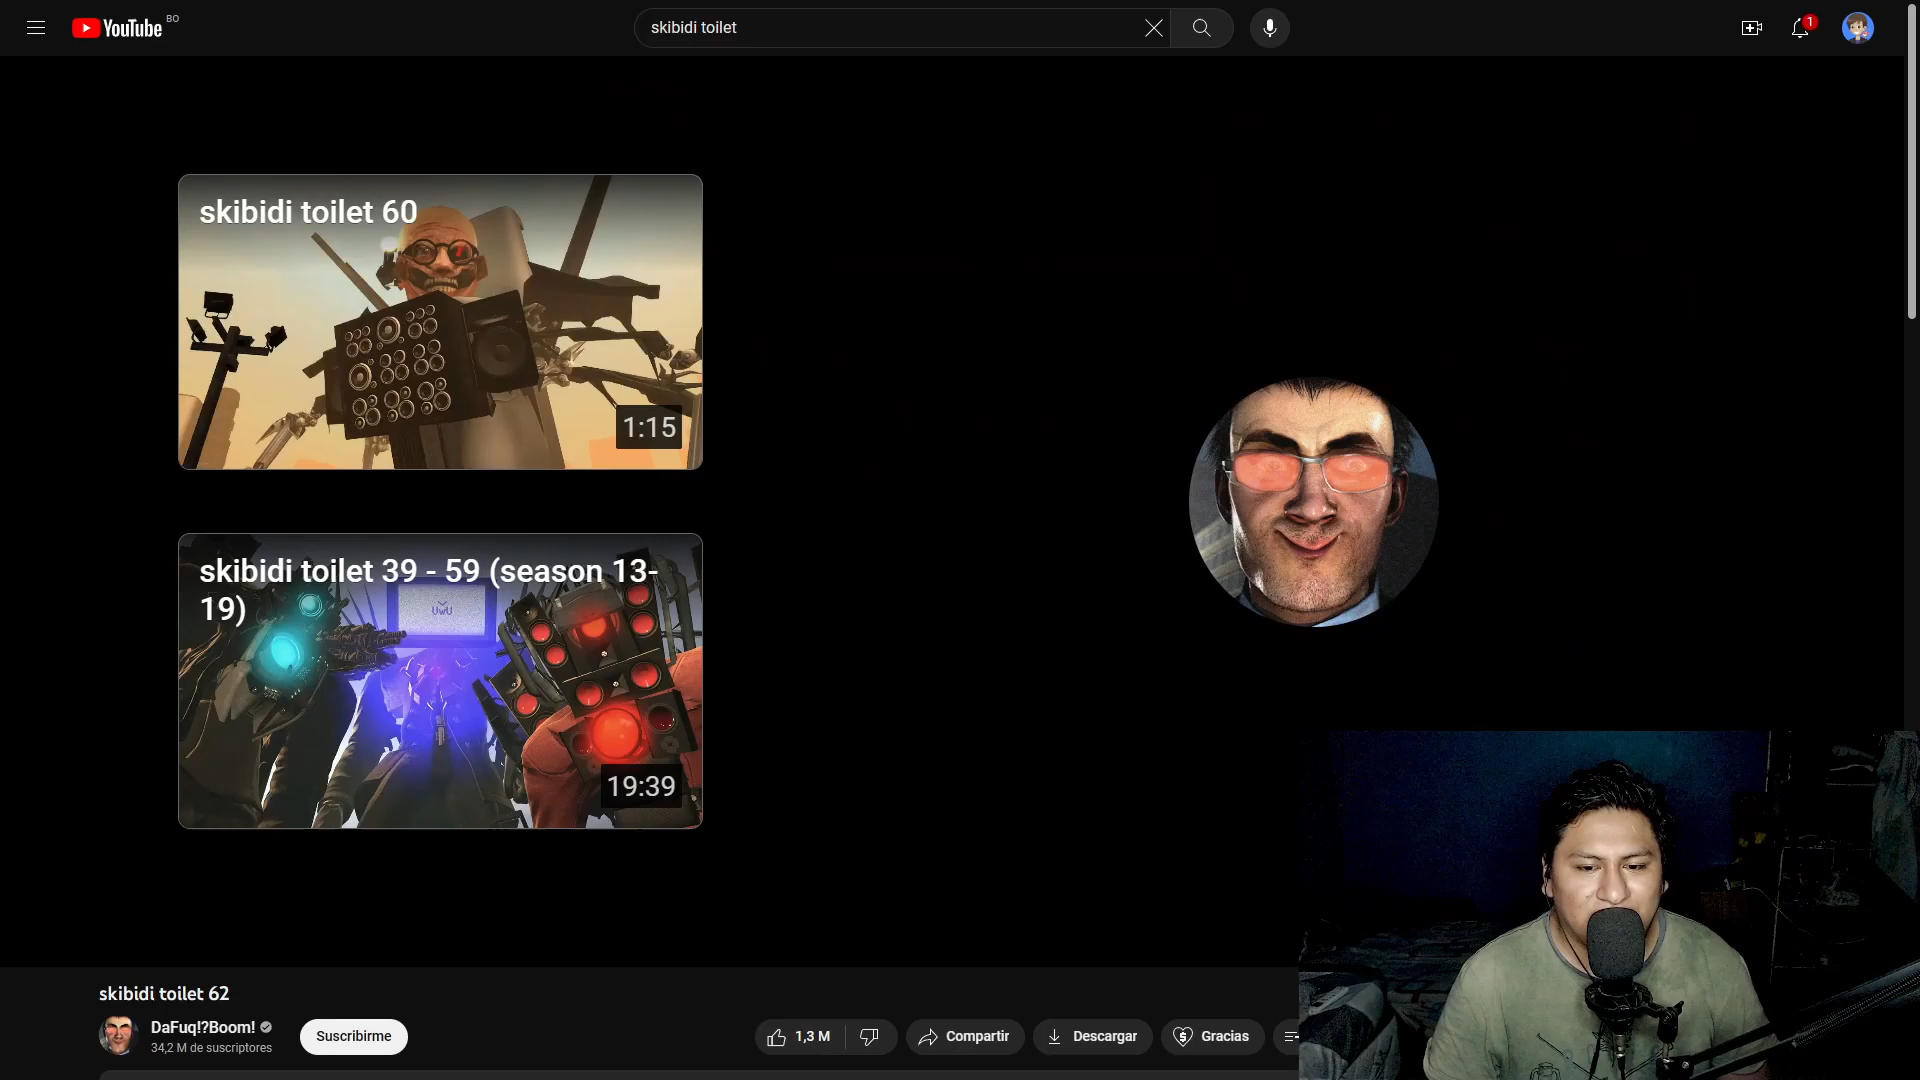 YouTube BO
skibidi toilet
1
skibidi toilet 60
1:15
skibidi toilet 39 - 59 (season 13-
19)
UwU
19:39
skibidi toilet 62
DaFuq!?Boom!
34,2 M de suscriptores
Suscribirme
1,3 M
Compartir
Descargar
Gracias